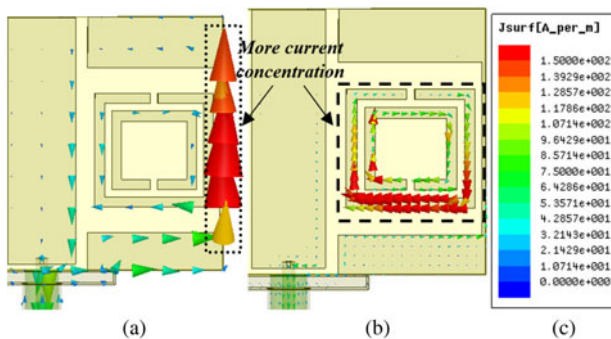 More current
concentration
Jsurf[A_per_m]
1.5000e+002
1.3929e+002
1.2857e+002
1.1786e+002
1.0714e+002
9.6429e+001
8.5714e+001
7.5000e+001
6.4286e+001
5.3571e+001
4.2857e+001
3.2143e+001
2.1429e+001
1.0714e+001
0.0000e+000
(a)
(b)
(c)